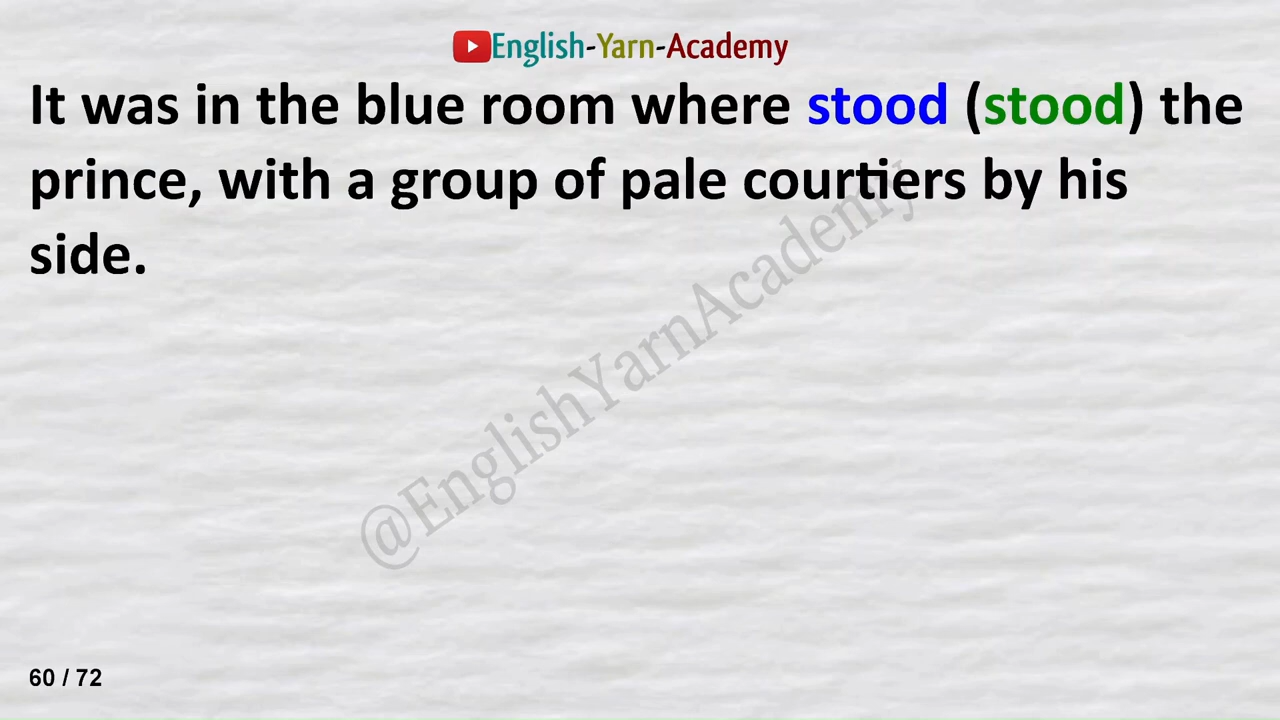 English-Yarn-Academy
It was in the blue room where stood (stood) the
prince, with a group of pale courtiers by his
side.
@EnglishYarnAcademy
60 / 72